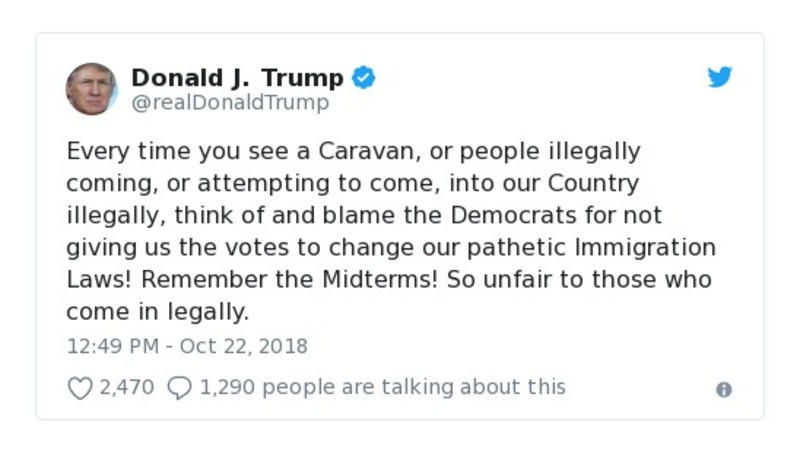 Donald J. Trump
@realDonaldTrump
Every time you see a Caravan, or people illegally
coming, or attempting to come, into our Country
illegally, think of and blame the Democrats for not
giving us the votes to change our pathetic Immigration
Laws! Remember the Midterms! So unfair to those who
come in legally.
12:49 PM - Oct 22, 2018
2,470 1,290 people are talking about this